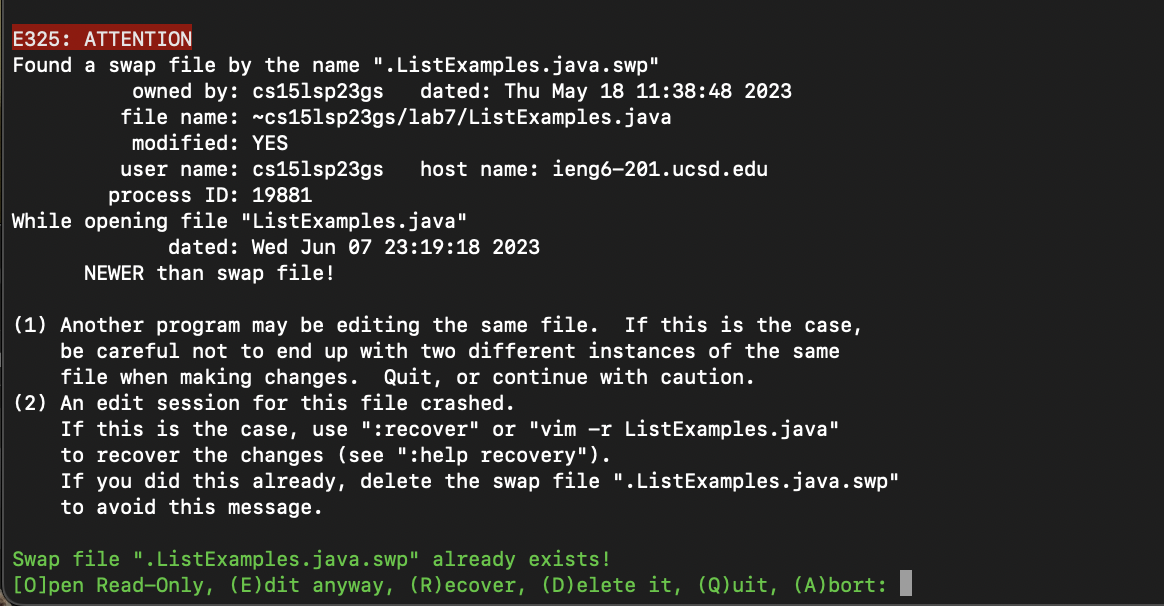 E325: ATTENTION
Found a swap file by the name ".ListExamples.java.swp"
          owned by: cs15lsp23gs   dated: Thu May 18 11:38:48 2023
         file name: ~cs15lsp23gs/lab7/ListExamples.java
          modified: YES
         user name: cs15lsp23gs   host name: ieng6-201.ucsd.edu
        process ID: 19881
While opening file "ListExamples.java"
             dated: Wed Jun 07 23:19:18 2023
      NEWER than swap file!
(1) Another program may be editing the same file.  If this is the case,
    be careful not to end up with two different instances of the same
    file when making changes.  Quit, or continue with caution.
(2) An edit session for this file crashed.
    If this is the case, use ":recover" or "vim -r ListExamples.java"
    to recover the changes (see ":help recovery").
    If you did this already, delete the swap file ".ListExamples.java.swp"
    to avoid this message.
Swap file ".ListExamples.java.swp" already exists!
[O]pen Read-Only, (E)dit anyway, (R)ecover, (D)elete it, (Q)uit, (A)bort: